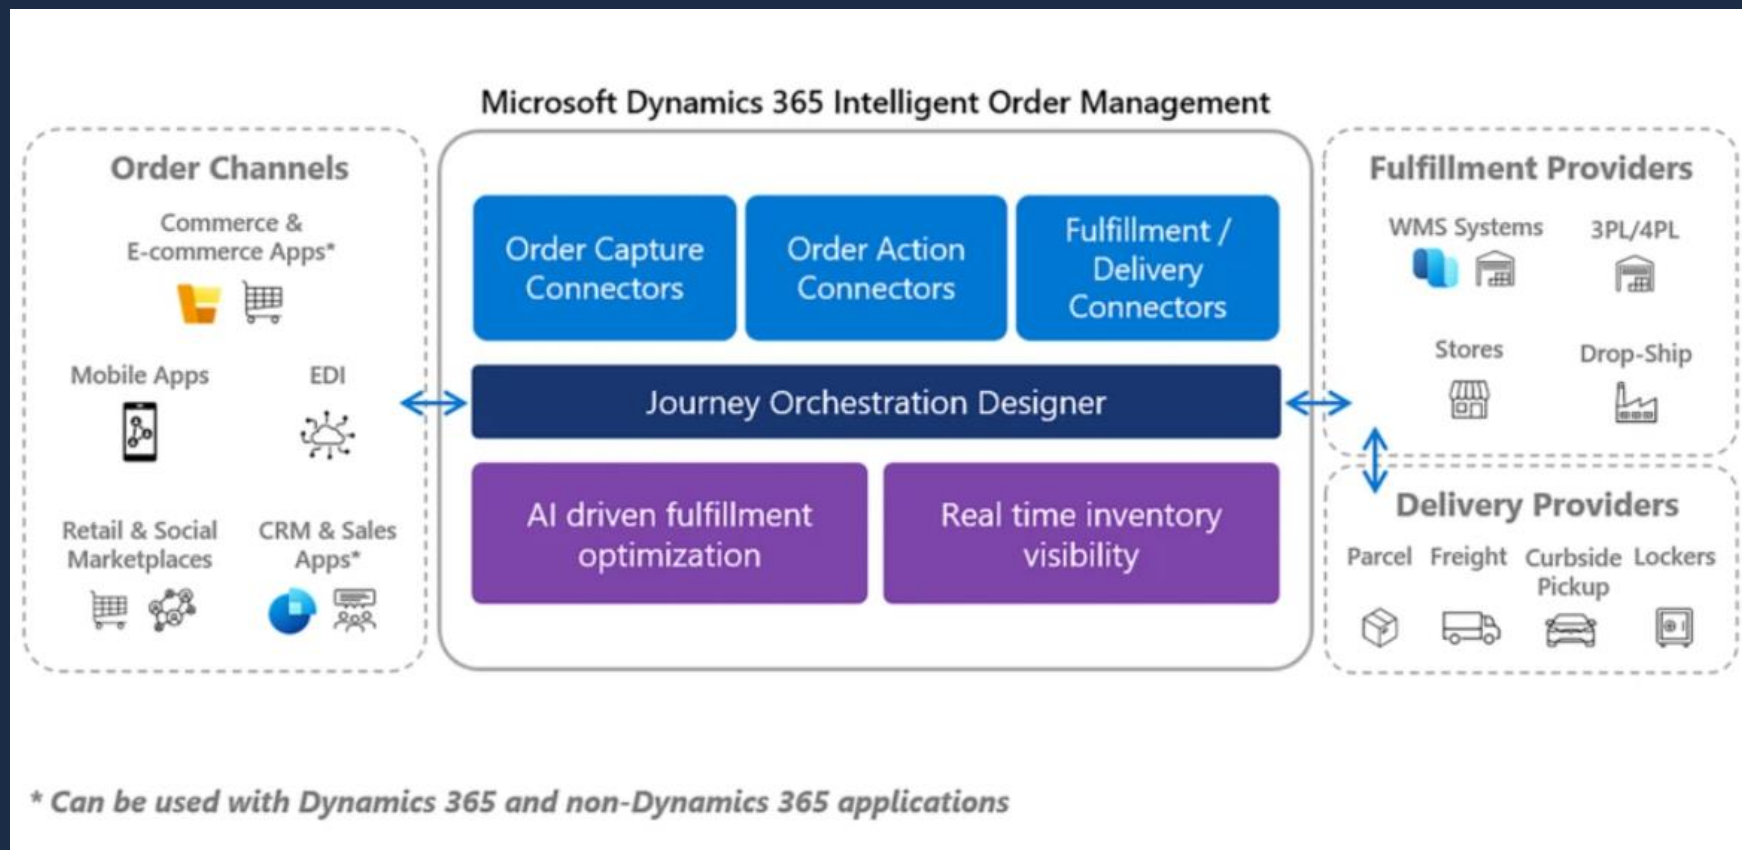 Microsoft Dynamics 365 Intelligent Order Management
Order Channels
Commerce &
E-commerce Apps*
Mobile Apps
EDI
Retail & Social
Marketplaces
CRM & Sales
Apps*
Order Capture
Connectors
Order Action
Connectors
Fulfillment /
Delivery
Connectors
Journey Orchestration Designer
AI driven fulfillment
optimization
Real time inventory
visibility
Fulfillment Providers
WMS Systems
3PL/4PL
Stores
Drop-Ship
Delivery Providers
Parcel
Freight
Curbside
Pickup
Lockers
* Can be used with Dynamics 365 and non-Dynamics 365 applications